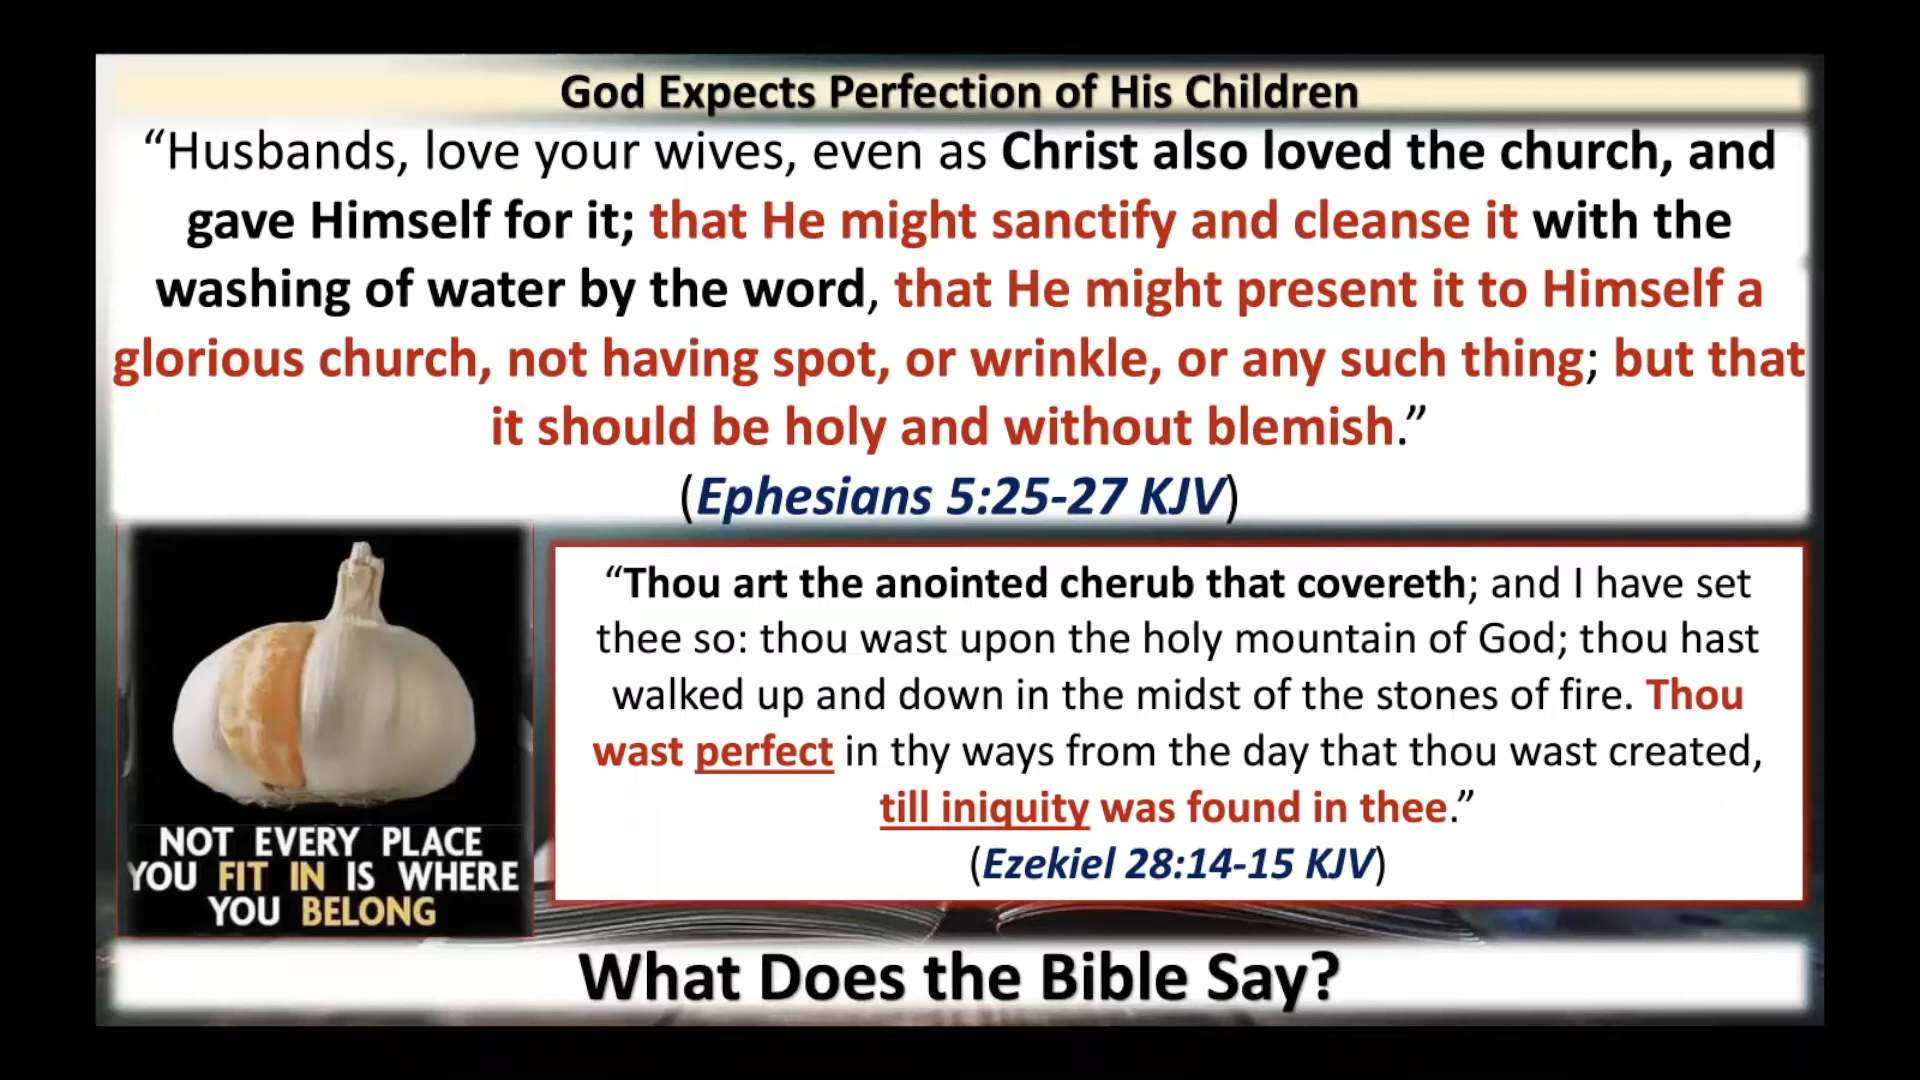 God Expects Perfection of His Children
“Husbands, love your wives, even as Christ also loved the church, and
gave Himself for it; that He might sanctify and cleanse it with the
washing of water by the word, that He might present it to Himself a
glorious church, not having spot, or wrinkle, or any such thing; but that
it should be holy and without blemish.”
(Ephesians 5:25-27 KJV)
NOT EVERY PLACE
YOU FIT IN IS WHERE
YOU BELONG
“Thou art the anointed cherub that covereth; and I have set
thee so: thou wast upon the holy mountain of God; thou hast
walked up and down in the midst of the stones of fire. Thou
wast perfect in thy ways from the day that thou wast created,
till iniquity was found in thee.”
(Ezekiel 28:14-15 KJV)
What Does the Bible Say?